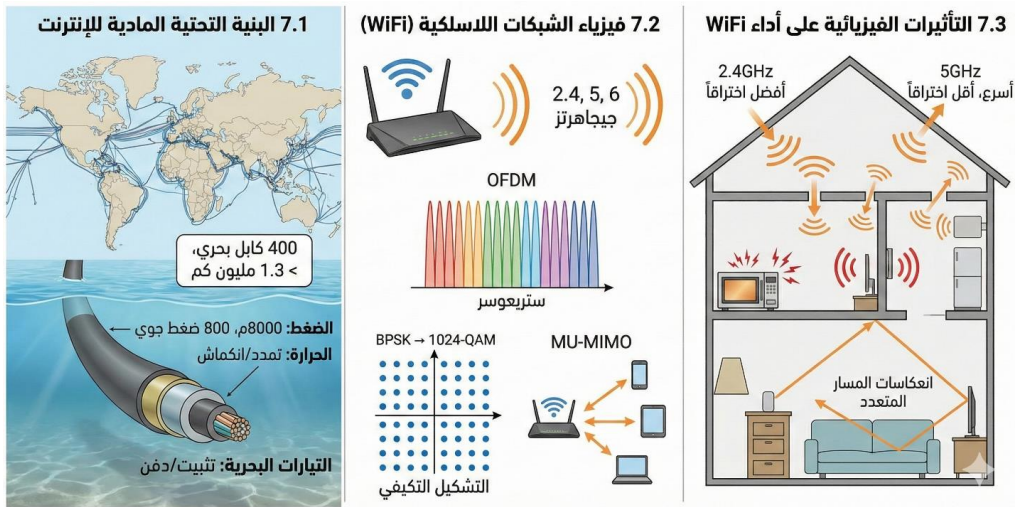 7.1 البنية التحتية المادية للإنترنت
400 كابل بحري،
> 1.3 مليون كم
الضغط: 8000م، 800 ضغط جوي
الحرارة: تمدد/انكماش
التيارات البحرية: تثبيت/دفن
7.2 فيزياء الشبكات اللاسلكية (WiFi)
2.4, 5, 6
جيجاهرتز
OFDM
ستريعوسر
BPSK → 1024-QAM
التشكيل التكيفي
MU-MIMO
7.3 التأثيرات الفيزيائية على أداء WiFi
2.4GHz
أفضل اختراقاً
5GHz
أسرع، أقل اختراقاً
انعكاسات المسار
المتعدد